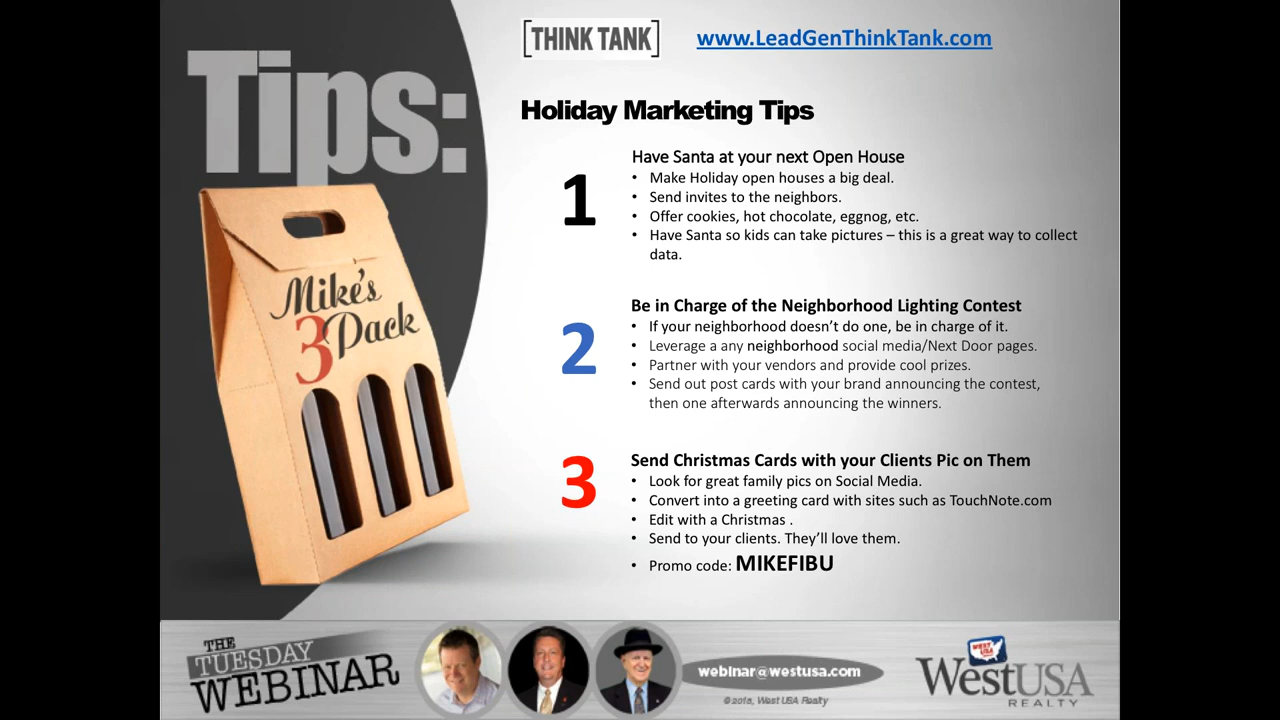 Tips:
[THINK TANK]
www.LeadGenThinkTank.com
Holiday Marketing Tips
1
Have Santa at your next Open House
• Make Holiday open houses a big deal.
• Send invites to the neighbors.
• Offer cookies, hot chocolate, eggnog, etc.
• Have Santa so kids can take pictures – this is a great way to collect
data.
Mike's
3 Pack
2
Be in Charge of the Neighborhood Lighting Contest
• If your neighborhood doesn't do one, be in charge of it.
• Leverage a any neighborhood social media/Next Door pages.
• Partner with your vendors and provide cool prizes.
• Send out post cards with your brand announcing the contest,
then one afterwards announcing the winners.
3
Send Christmas Cards with your Clients Pic on Them
• Look for great family pics on Social Media.
• Convert into a greeting card with sites such as TouchNote.com
• Edit with a Christmas .
• Send to your clients. They'll love them.
• Promo code: MIKEFIBU
THE
TUESDAY
WEBINAR
webinar@westusa.com
© 2015, West USA Realty
WEST
USA
WestUSA
REALTY